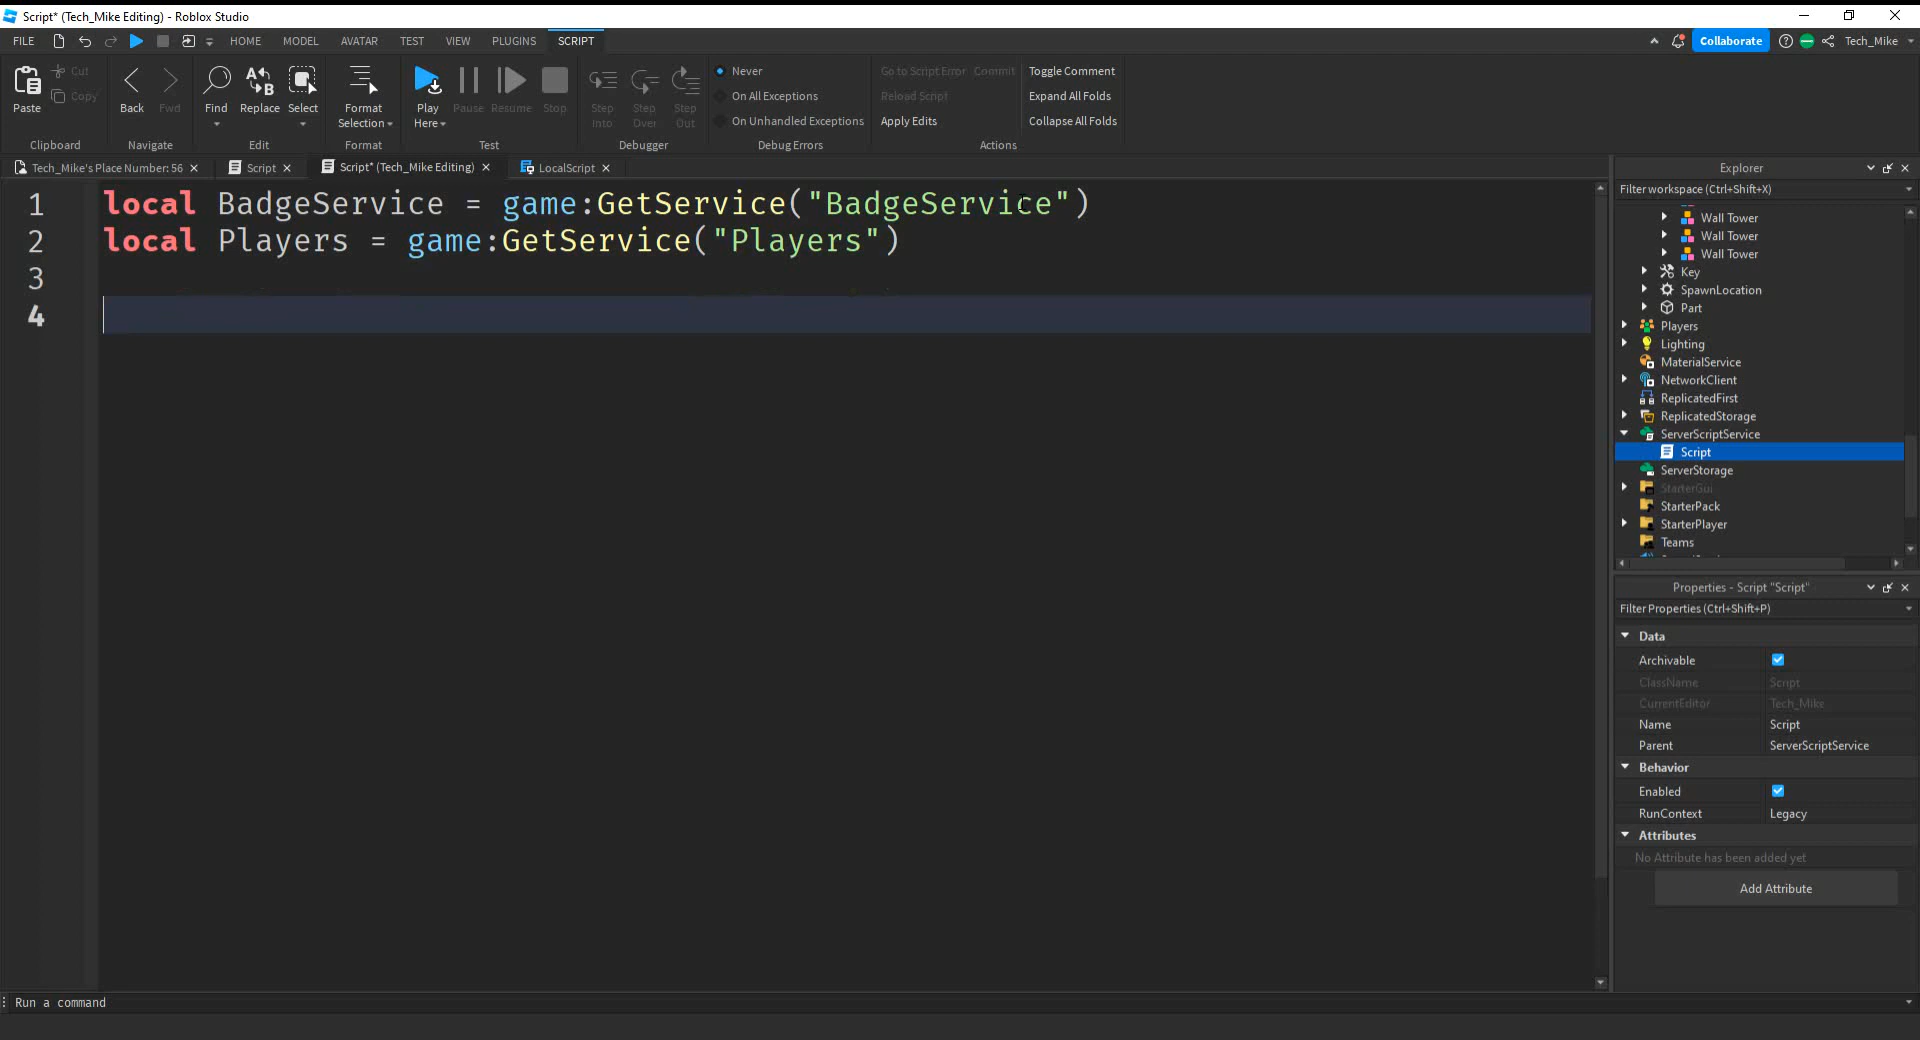 Script* (Tech_Mike Editing) - Roblox Studio
FILE HOME MODEL AVATAR TEST VIEW PLUGINS SCRIPT Collaborate Tech_Mike
Paste Cut Copy Back Fwd Find Replace Select Format Selection Play Here Pause Resume Stop Step Into Step Over Step Out
Never
On All Exceptions
On Unhandled Exceptions
Go to Script Error Commit
Reload Script
Apply Edits
Toggle Comment
Expand All Folds
Collapse All Folds
Clipboard Navigate Edit Format Test Debugger Debug Errors Actions
Tech_Mike's Place Number: 56 Script Script* (Tech_Mike Editing) LocalScript
1 local BadgeService = game:GetService("BadgeService")
2 local Players = game:GetService("Players")
3
4
Explorer
Filter workspace (Ctrl+Shift+X)
Wall Tower
Wall Tower
Wall Tower
Key
SpawnLocation
Part
Players
Lighting
MaterialService
NetworkClient
ReplicatedFirst
ReplicatedStorage
ServerScriptService
Script
ServerStorage
StarterGui
StarterPack
StarterPlayer
Teams
Properties - Script "Script"
Filter Properties (Ctrl+Shift+P)
Data
Archivable
ClassName Script
CurrentEditor Tech_Mike
Name Script
Parent ServerScriptService
Behavior
Enabled
RunContext Legacy
Attributes
No Attribute has been added yet
Add Attribute
Run a command